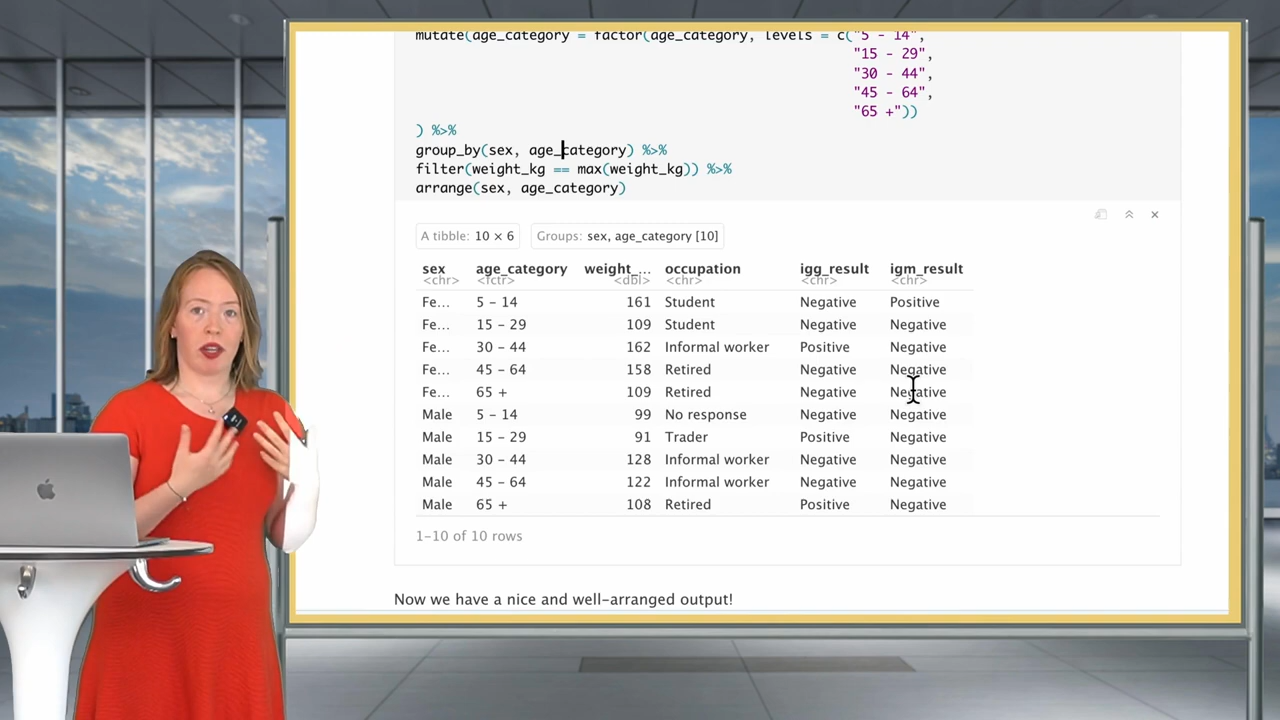 mutate(age_category = factor(age_category, levels = c("5 - 14",
"15 - 29",
"30 - 44",
"45 - 64",
"65 +"))
) %>%
group_by(sex, age_category) %>%
filter(weight_kg == max(weight_kg)) %>%
arrange(sex, age_category)
A tibble: 10 × 6 Groups: sex, age_category [10]
sex age_category weight_... occupation igg_result igm_result
<chr> <fctr> <dbl> <chr> <chr> <chr>
Fe... 5 - 14 161 Student Negative Positive
Fe... 15 - 29 109 Student Negative Negative
Fe... 30 - 44 162 Informal worker Positive Negative
Fe... 45 - 64 158 Retired Negative Negative
Fe... 65 + 109 Retired Negative Negative
Male 5 - 14 99 No response Negative Negative
Male 15 - 29 91 Trader Positive Negative
Male 30 - 44 128 Informal worker Negative Negative
Male 45 - 64 122 Informal worker Negative Negative
Male 65 + 108 Retired Positive Negative
1-10 of 10 rows
Now we have a nice and well-arranged output!